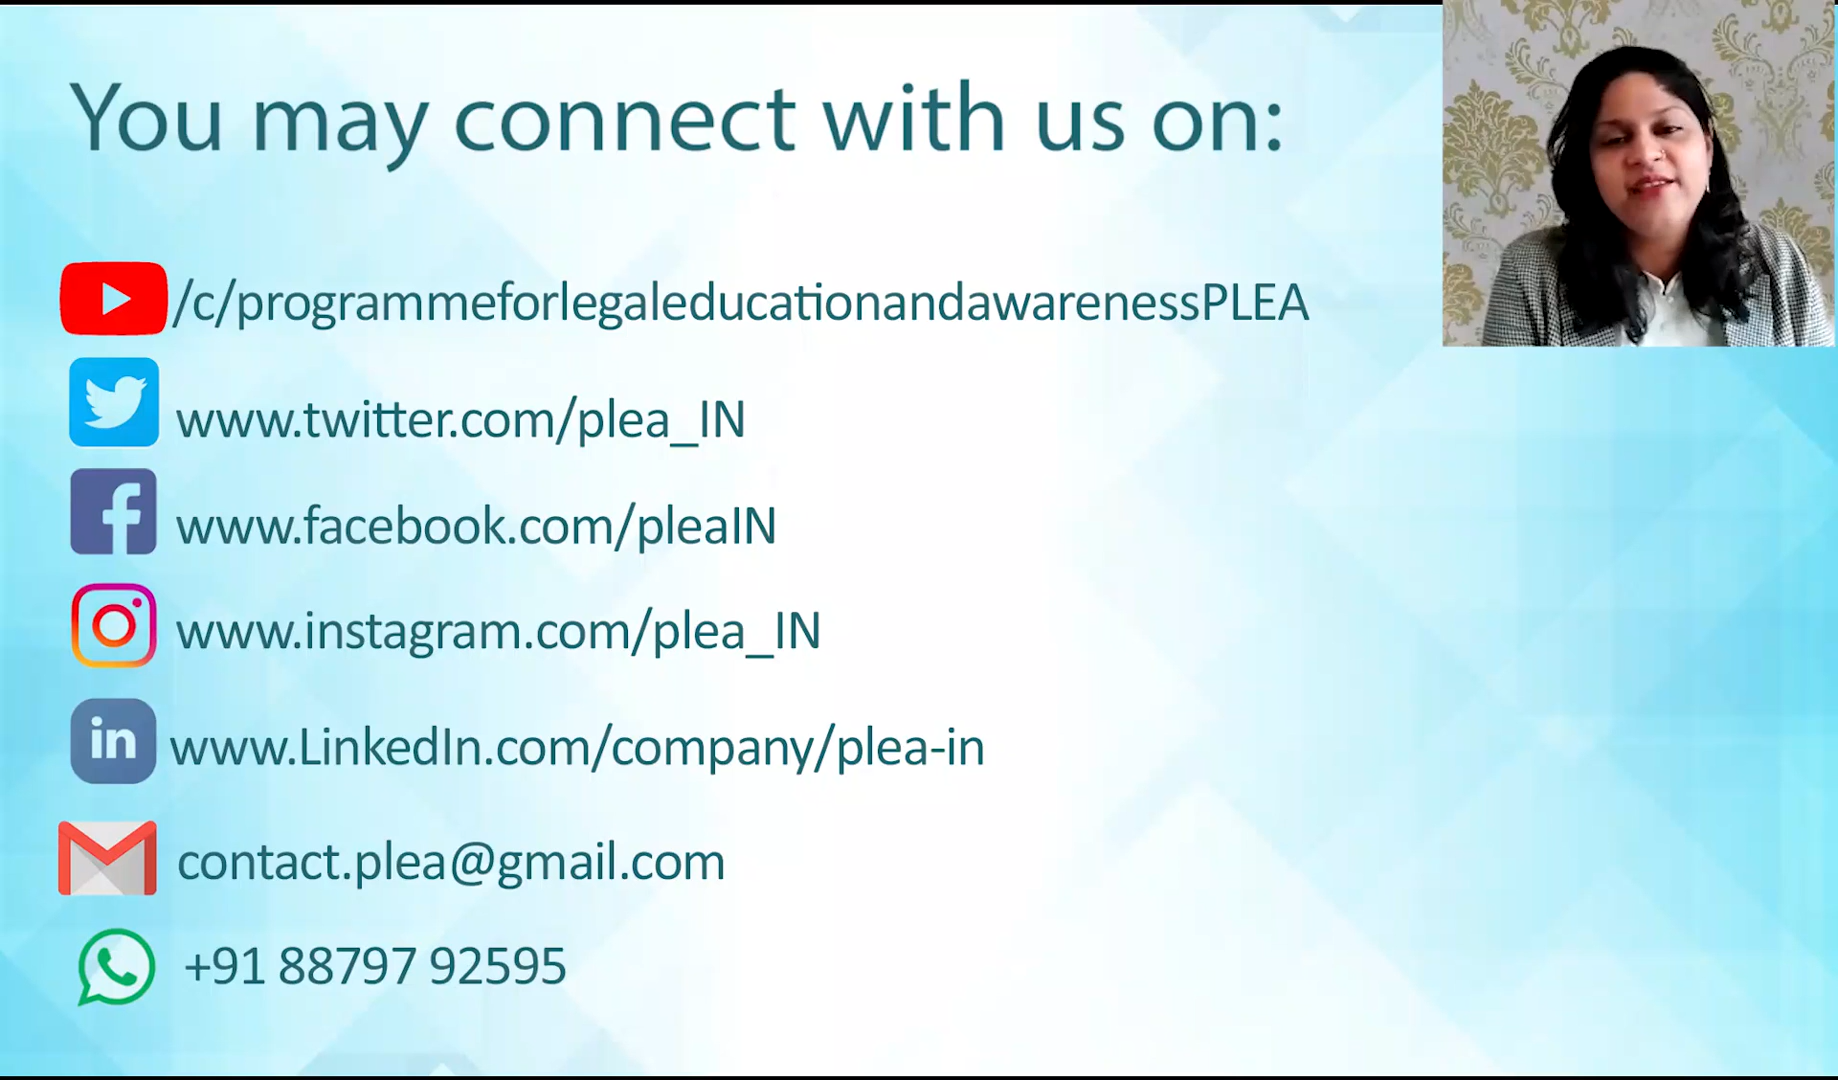 You may connect with us on:
/c/programmeforlegaleducationandawarenessPLEA
www.twitter.com/plea_IN
www.facebook.com/pleaIN
www.instagram.com/plea_IN
in www.LinkedIn.com/company/plea-in
contact.plea@gmail.com
+91 88797 92595